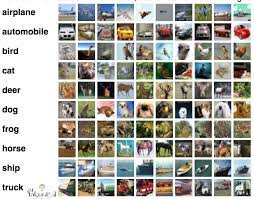 airplane
automobile
bird
cat
deer
dog
frog
horse
ship
truck